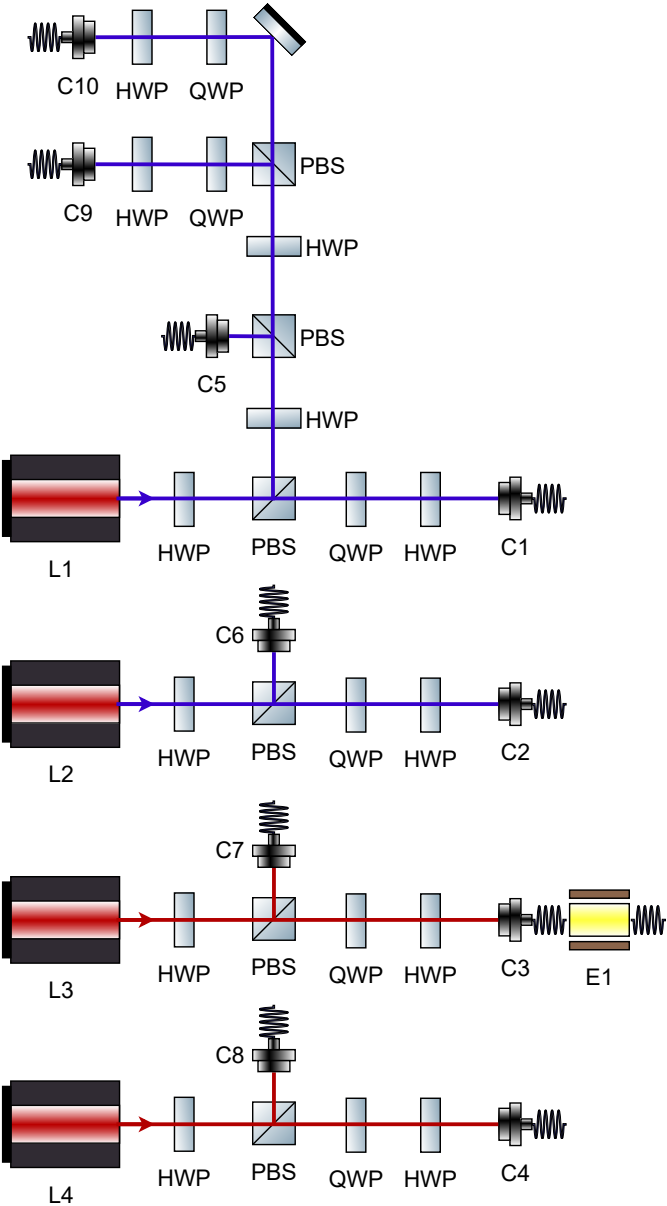 C10 HWP QWP
PBS
C9 HWP QWP
HWP
PBS
C5
HWP
L1 HWP PBS QWP HWP C1
C6
L2 HWP PBS QWP HWP C2
C7
L3 HWP PBS QWP HWP C3 E1
C8
L4 HWP PBS QWP HWP C4